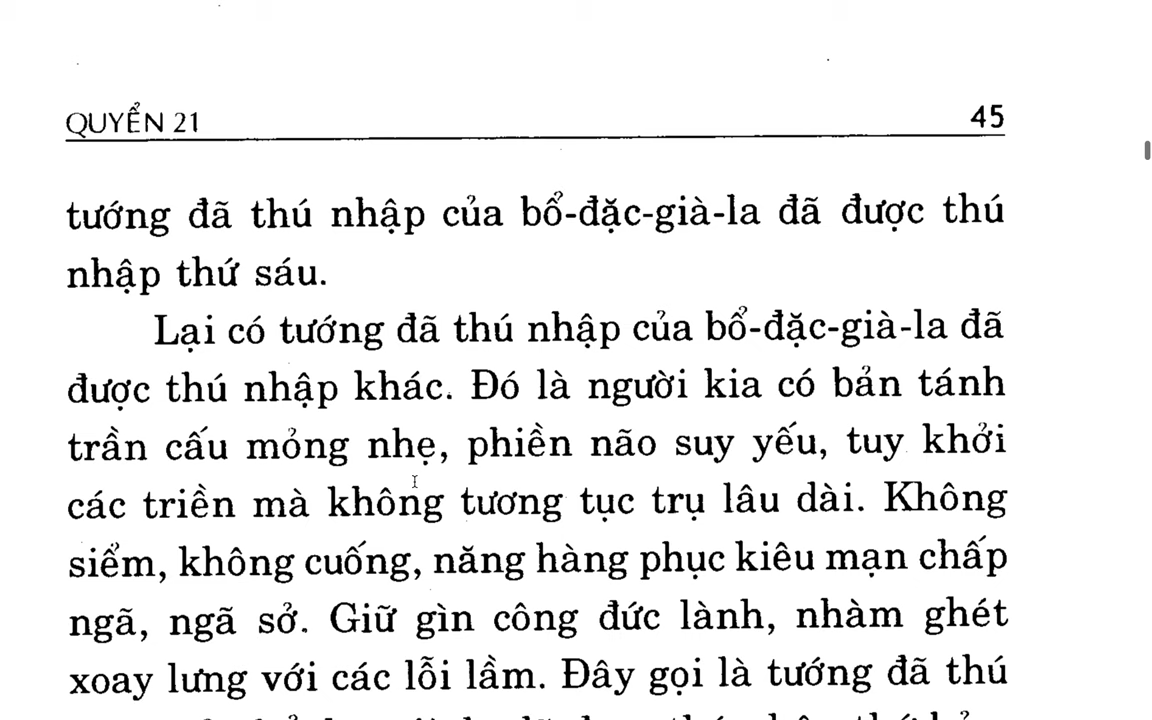 QUYỂN 21 45
tướng đã thú nhập của bổ-đặc-già-la đã được thú
nhập thứ sáu.
Lại có tướng đã thú nhập của bổ-đặc-già-la đã
được thú nhập khác. Đó là người kia có bản tánh
trần cấu mỏng nhẹ, phiền não suy yếu, tuy khởi
các triền mà không tương tục trụ lâu dài. Không
siểm, không cuống, năng hàng phục kiêu mạn chấp
ngã, ngã sở. Giữ gìn công đức lành, nhàm ghét
xoay lưng với các lỗi lầm. Đây gọi là tướng đã thú